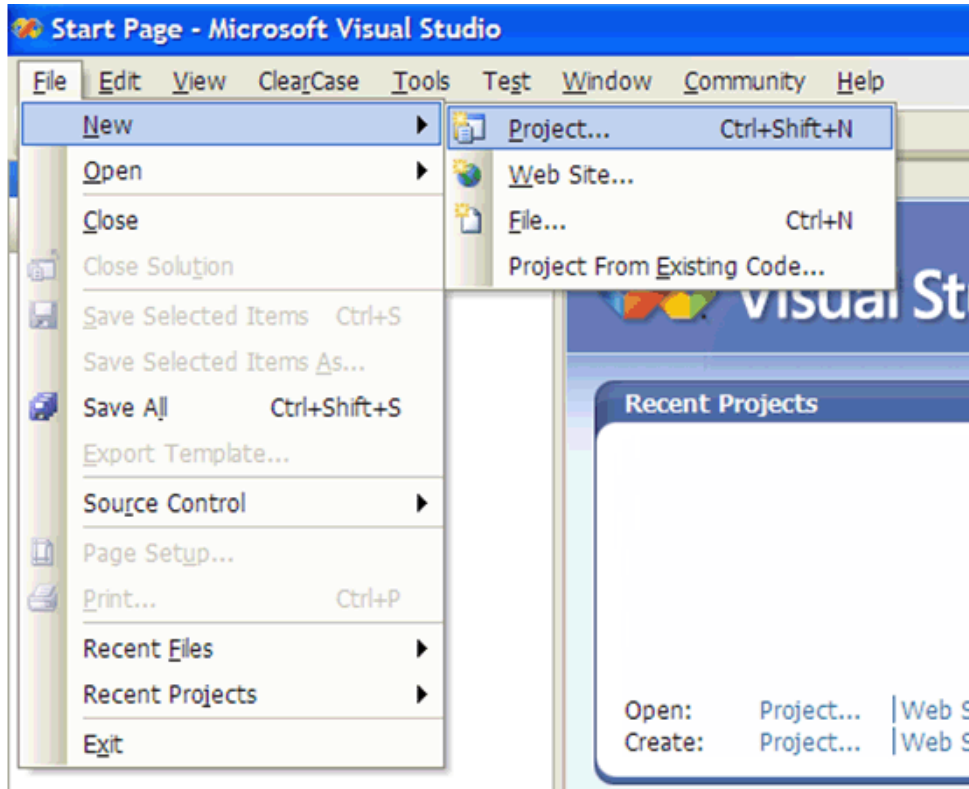 Start Page - Microsoft Visual Studio
File Edit View ClearCase Tools Test Window Community Help
New
Open
Close
Close Solution
Save Selected Items Ctrl+S
Save Selected Items As...
Save All Ctrl+Shift+S
Export Template...
Source Control
Page Setup...
Print... Ctrl+P
Recent Files
Recent Projects
Exit
Project... Ctrl+Shift+N
Web Site...
File... Ctrl+N
Project From Existing Code...
Visual St
Recent Projects
Open: Project... | Web S
Create: Project... | Web S